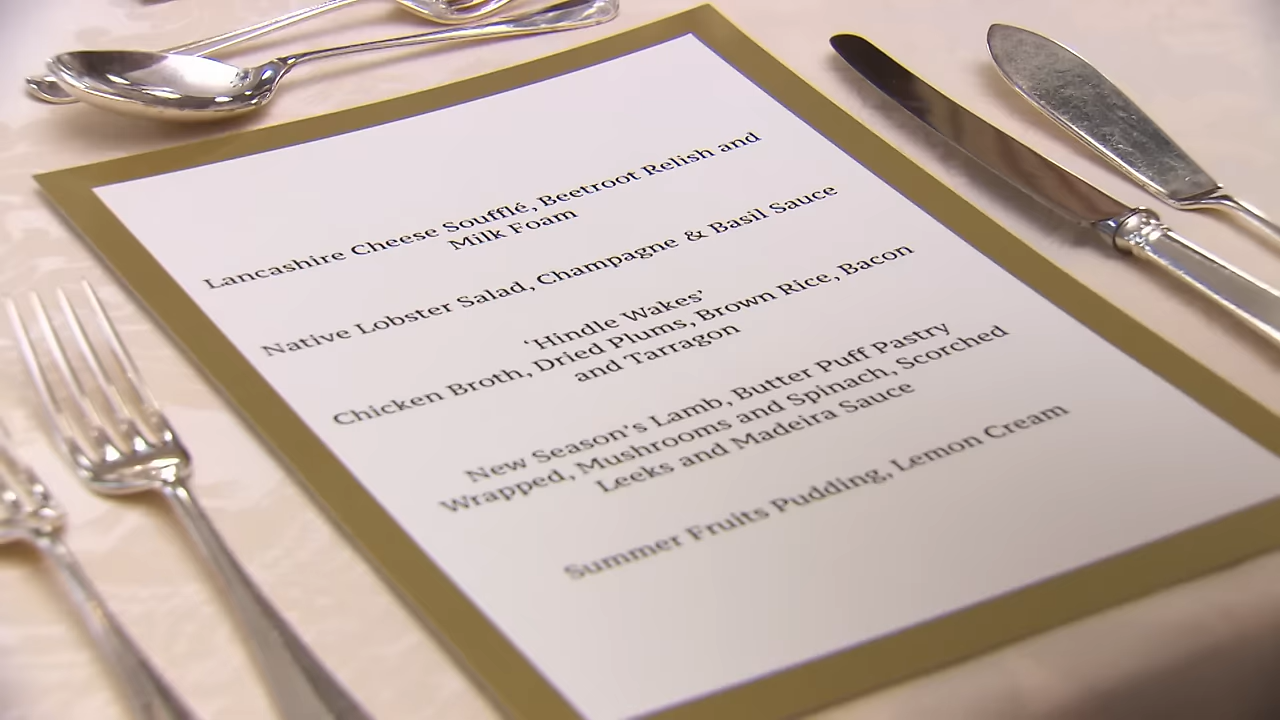 Lancashire Cheese Soufflé, Beetroot Relish and
Milk Foam
Native Lobster Salad, Champagne & Basil Sauce
‘Hindle Wakes’
Chicken Broth, Dried Plums, Brown Rice, Bacon
and Tarragon
New Season's Lamb, Butter Puff Pastry
Wrapped, Mushrooms and Spinach, Scorched
Leeks and Madeira Sauce
Summer Fruits Pudding, Lemon Cream